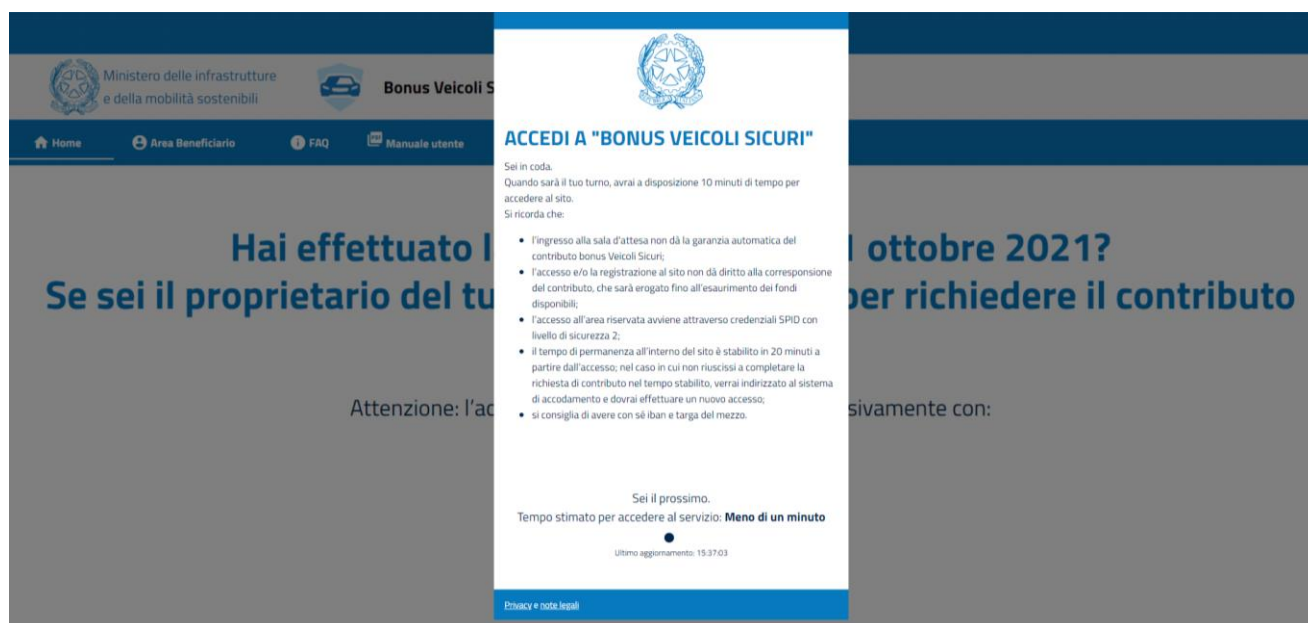 Ministero delle infrastrutture
e della mobilità sostenibili
Bonus Veicoli S
Home
Area Beneficiario
FAQ
Manuale utente
Hai effettuato l
ottobre 2021?
Se sei il proprietario del tu
per richiedere il contributo
Attenzione: l’ac
sivamente con:
ACCEDI A "BONUS VEICOLI SICURI"
Sei in coda.
Quando sarà il tuo turno, avrai a disposizione 10 minuti di tempo per
accedere al sito.
Si ricorda che:
• l'ingresso alla sala d'attesa non dà la garanzia automatica del
contributo bonus Veicoli Sicuri;
• l'accesso e/o la registrazione al sito non dà diritto alla corresponsione
del contributo, che sarà erogato fino all'esaurimento dei fondi
disponibili;
• l'accesso all'area riservata avviene attraverso credenziali SPID con
livello di sicurezza 2;
• il tempo di permanenza all'interno del sito è stabilito in 20 minuti a
partire dall'accesso; nel caso in cui non riuscissi a completare la
richiesta di contributo nel tempo stabilito, verrai indirizzato al sistema
di accodamento e dovrai effettuare un nuovo accesso;
• si consiglia di avere con sé iban e targa del mezzo.
Sei il prossimo.
Tempo stimato per accedere al servizio: Meno di un minuto
Ultimo aggiornamento: 15:37:03
Privacy e note legali